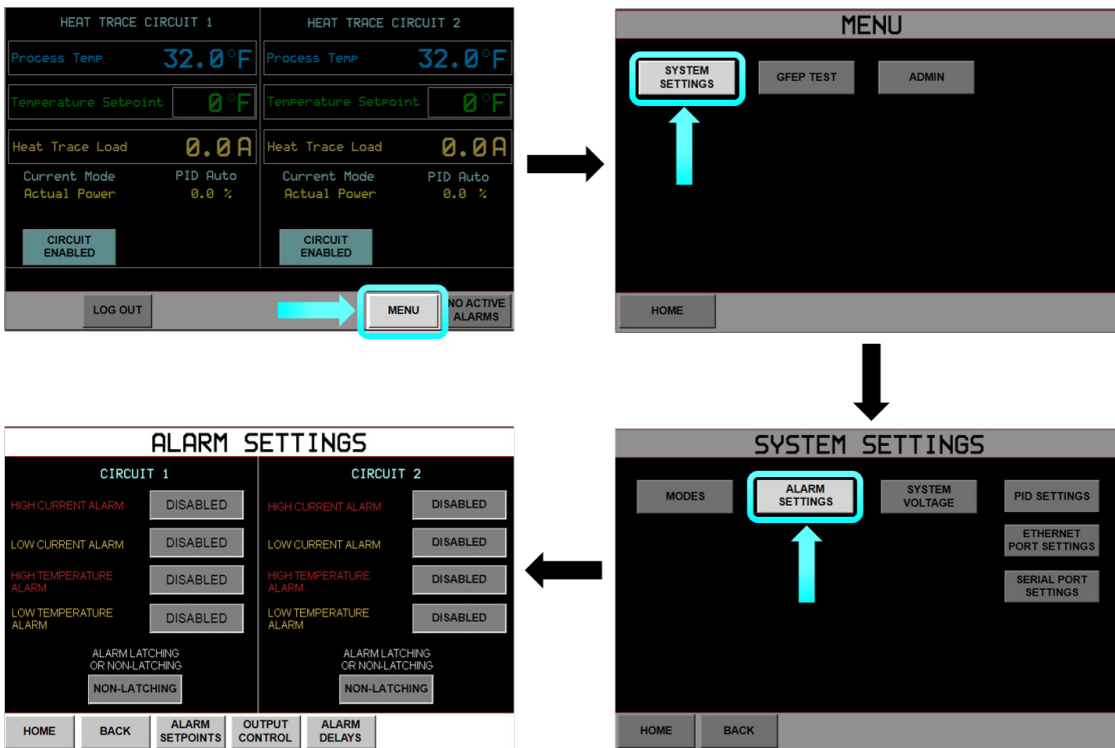 HEAT TRACE CIRCUIT 1
Process Temp 32.0°F
Temperature Setpoint 0°F
Heat Trace Load 0.0A
Current Mode PID Auto
Actual Power 0.0 %
CIRCUIT
ENABLED
HEAT TRACE CIRCUIT 2
Process Temp 32.0°F
Temperature Setpoint 0°F
Heat Trace Load 0.0A
Current Mode PID Auto
Actual Power 0.0 %
CIRCUIT
ENABLED
LOG OUT
MENU
NO ACTIVE
ALARMS
MENU
SYSTEM
SETTINGS
GFEP TEST
ADMIN
HOME
SYSTEM SETTINGS
MODES
ALARM
SETTINGS
SYSTEM
VOLTAGE
PID SETTINGS
ETHERNET
PORT SETTINGS
SERIAL PORT
SETTINGS
HOME
BACK
ALARM SETTINGS
CIRCUIT 1
HIGH CURRENT ALARM DISABLED
LOW CURRENT ALARM DISABLED
HIGH TEMPERATURE
ALARM
DISABLED
LOW TEMPERATURE
ALARM
DISABLED
ALARM LATCHING
OR NON-LATCHING
NON-LATCHING
CIRCUIT 2
HIGH CURRENT ALARM DISABLED
LOW CURRENT ALARM DISABLED
HIGH TEMPERATURE
ALARM
DISABLED
LOW TEMPERATURE
ALARM
DISABLED
ALARM LATCHING
OR NON-LATCHING
NON-LATCHING
HOME
BACK
ALARM
SETPOINTS
OUTPUT
CONTROL
ALARM
DELAYS